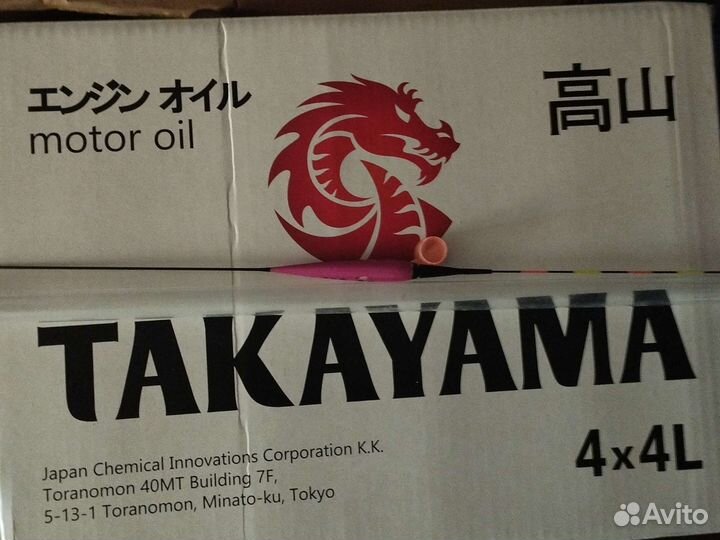 エンジン オイル
motor oil
高山
TAKAYAMA
Japan Chemical Innovations Corporation K.K.
Toranomon 40MT Building 7F,
5-13-1 Toranomon, Minato-ku, Tokyo
4x4L
Avito